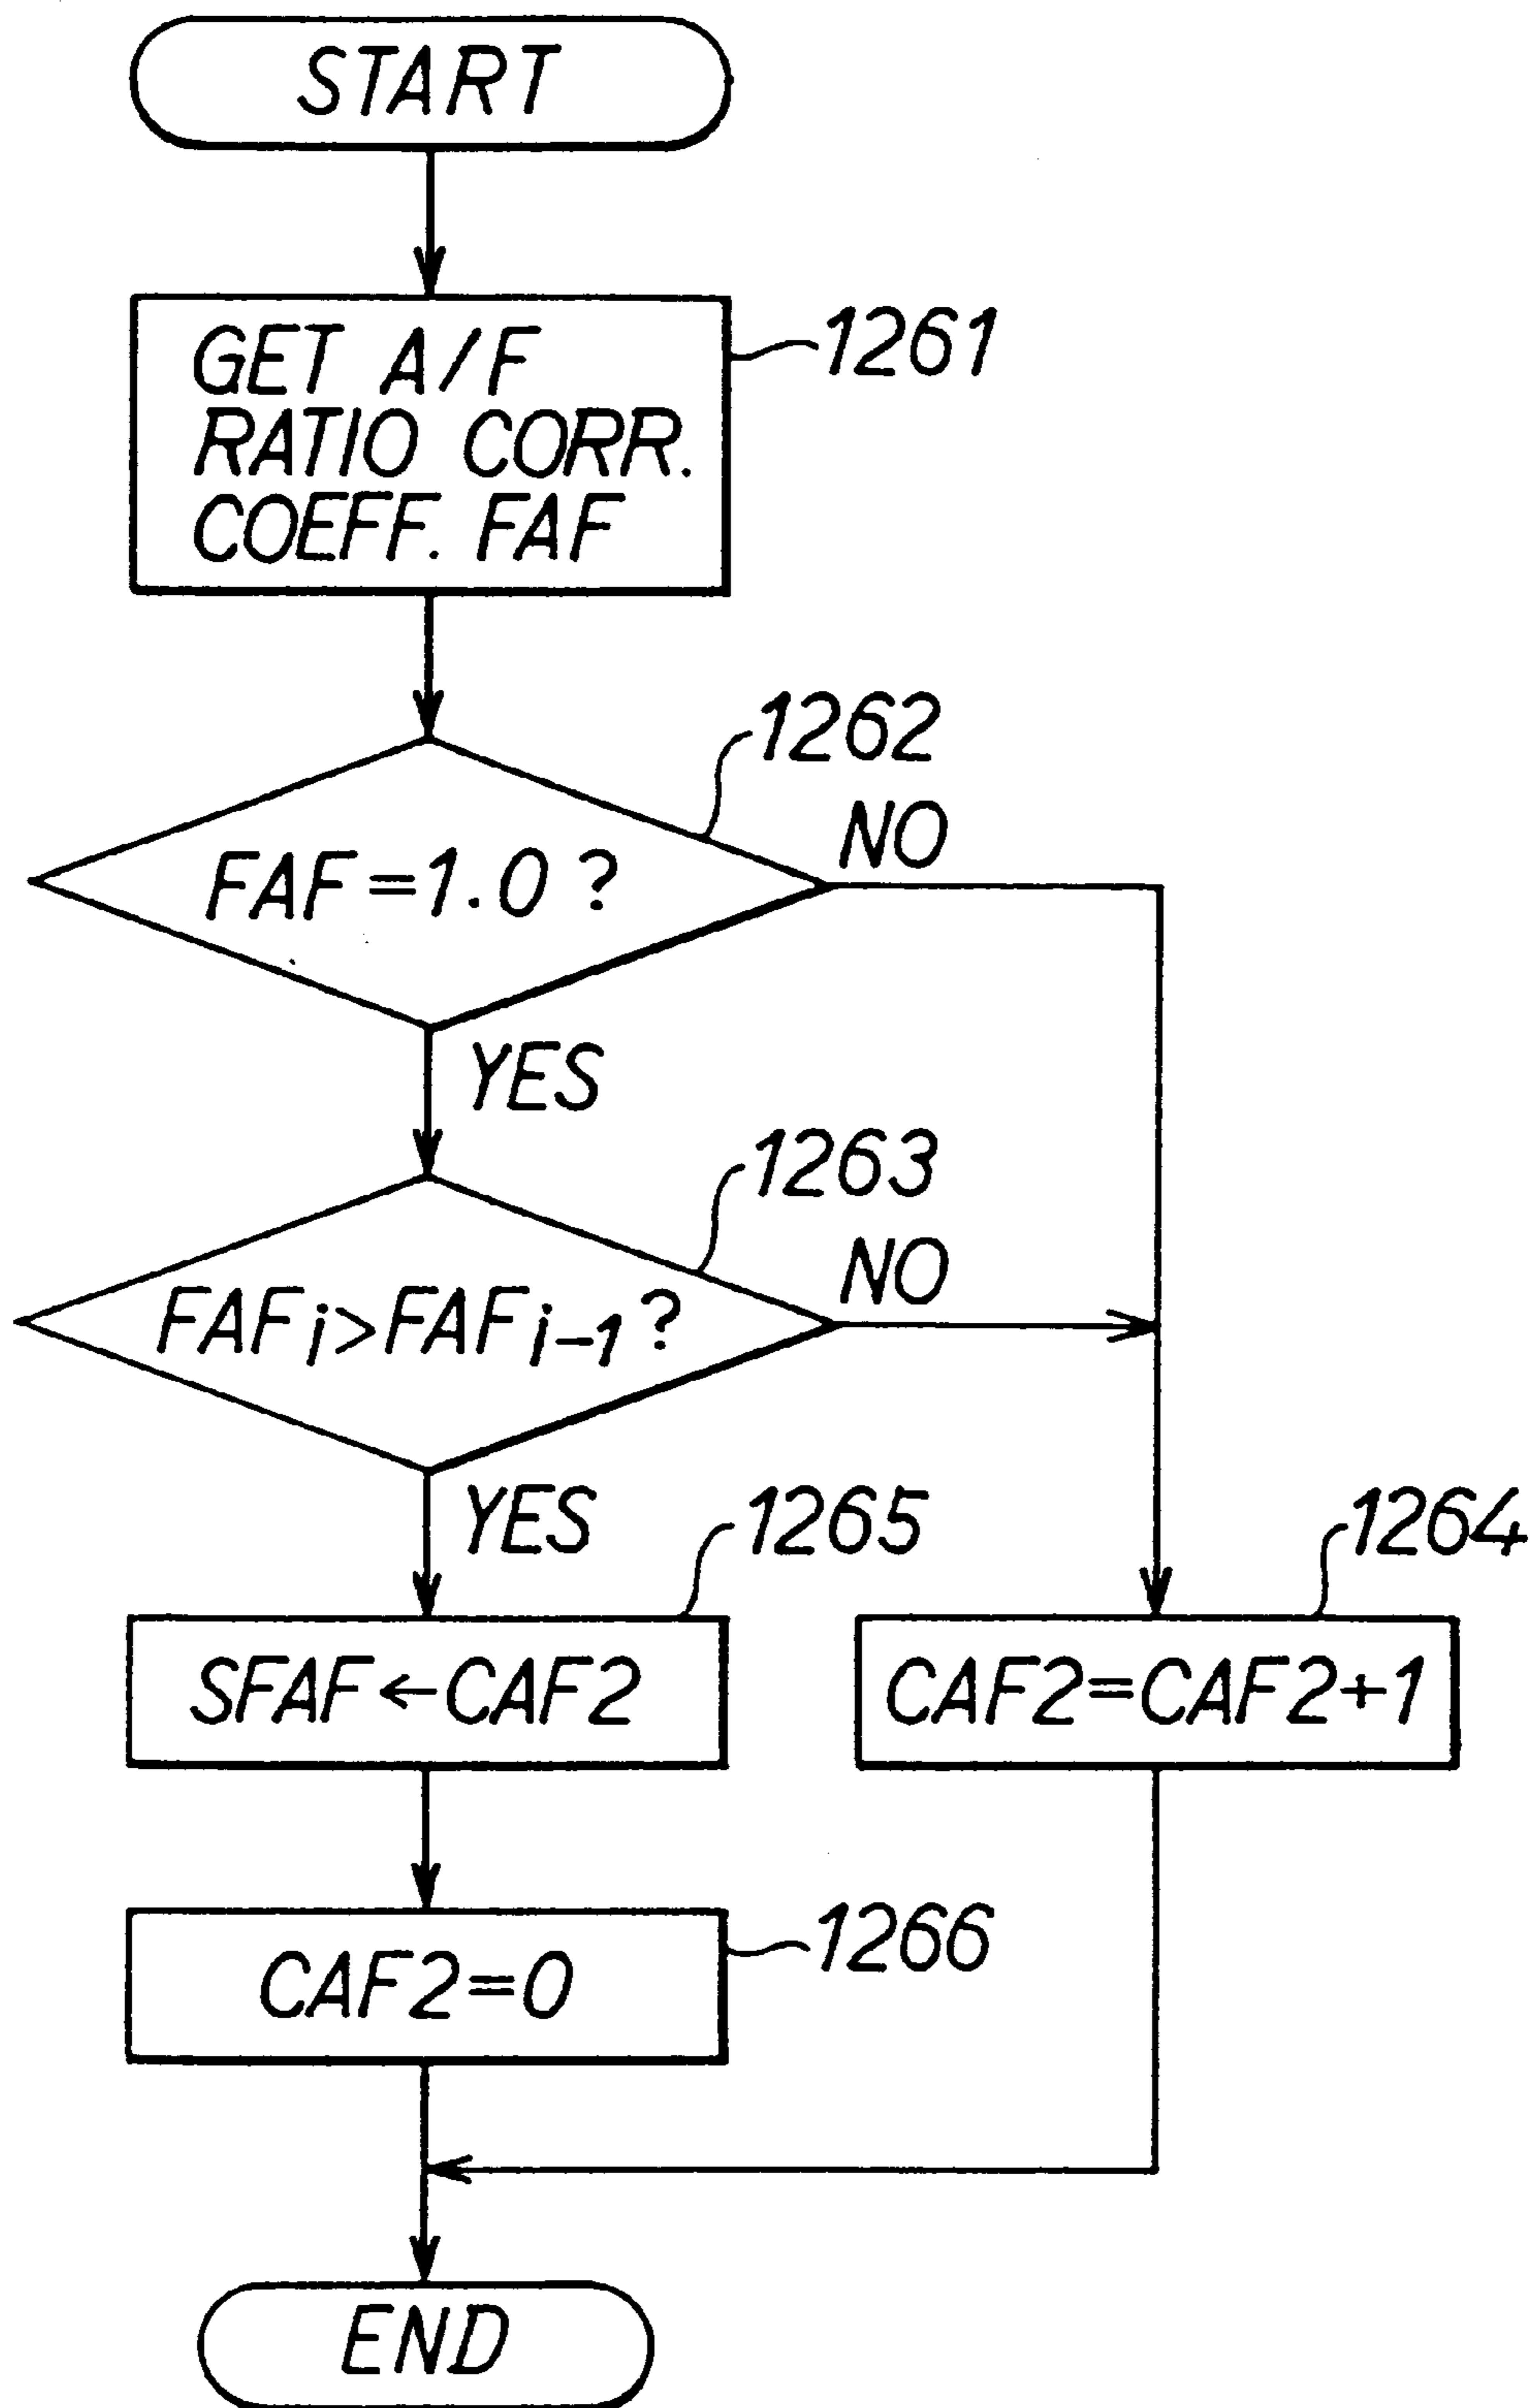 START
GET A/F
RATIO CORR.
COEFF. FAF
1261
1262
FAF=1.0?
NO
YES
1263
FAFi>FAFi-1?
NO
YES
1265
1264
SFAF←CAF2
CAF2=CAF2+1
CAF2=0
1266
END